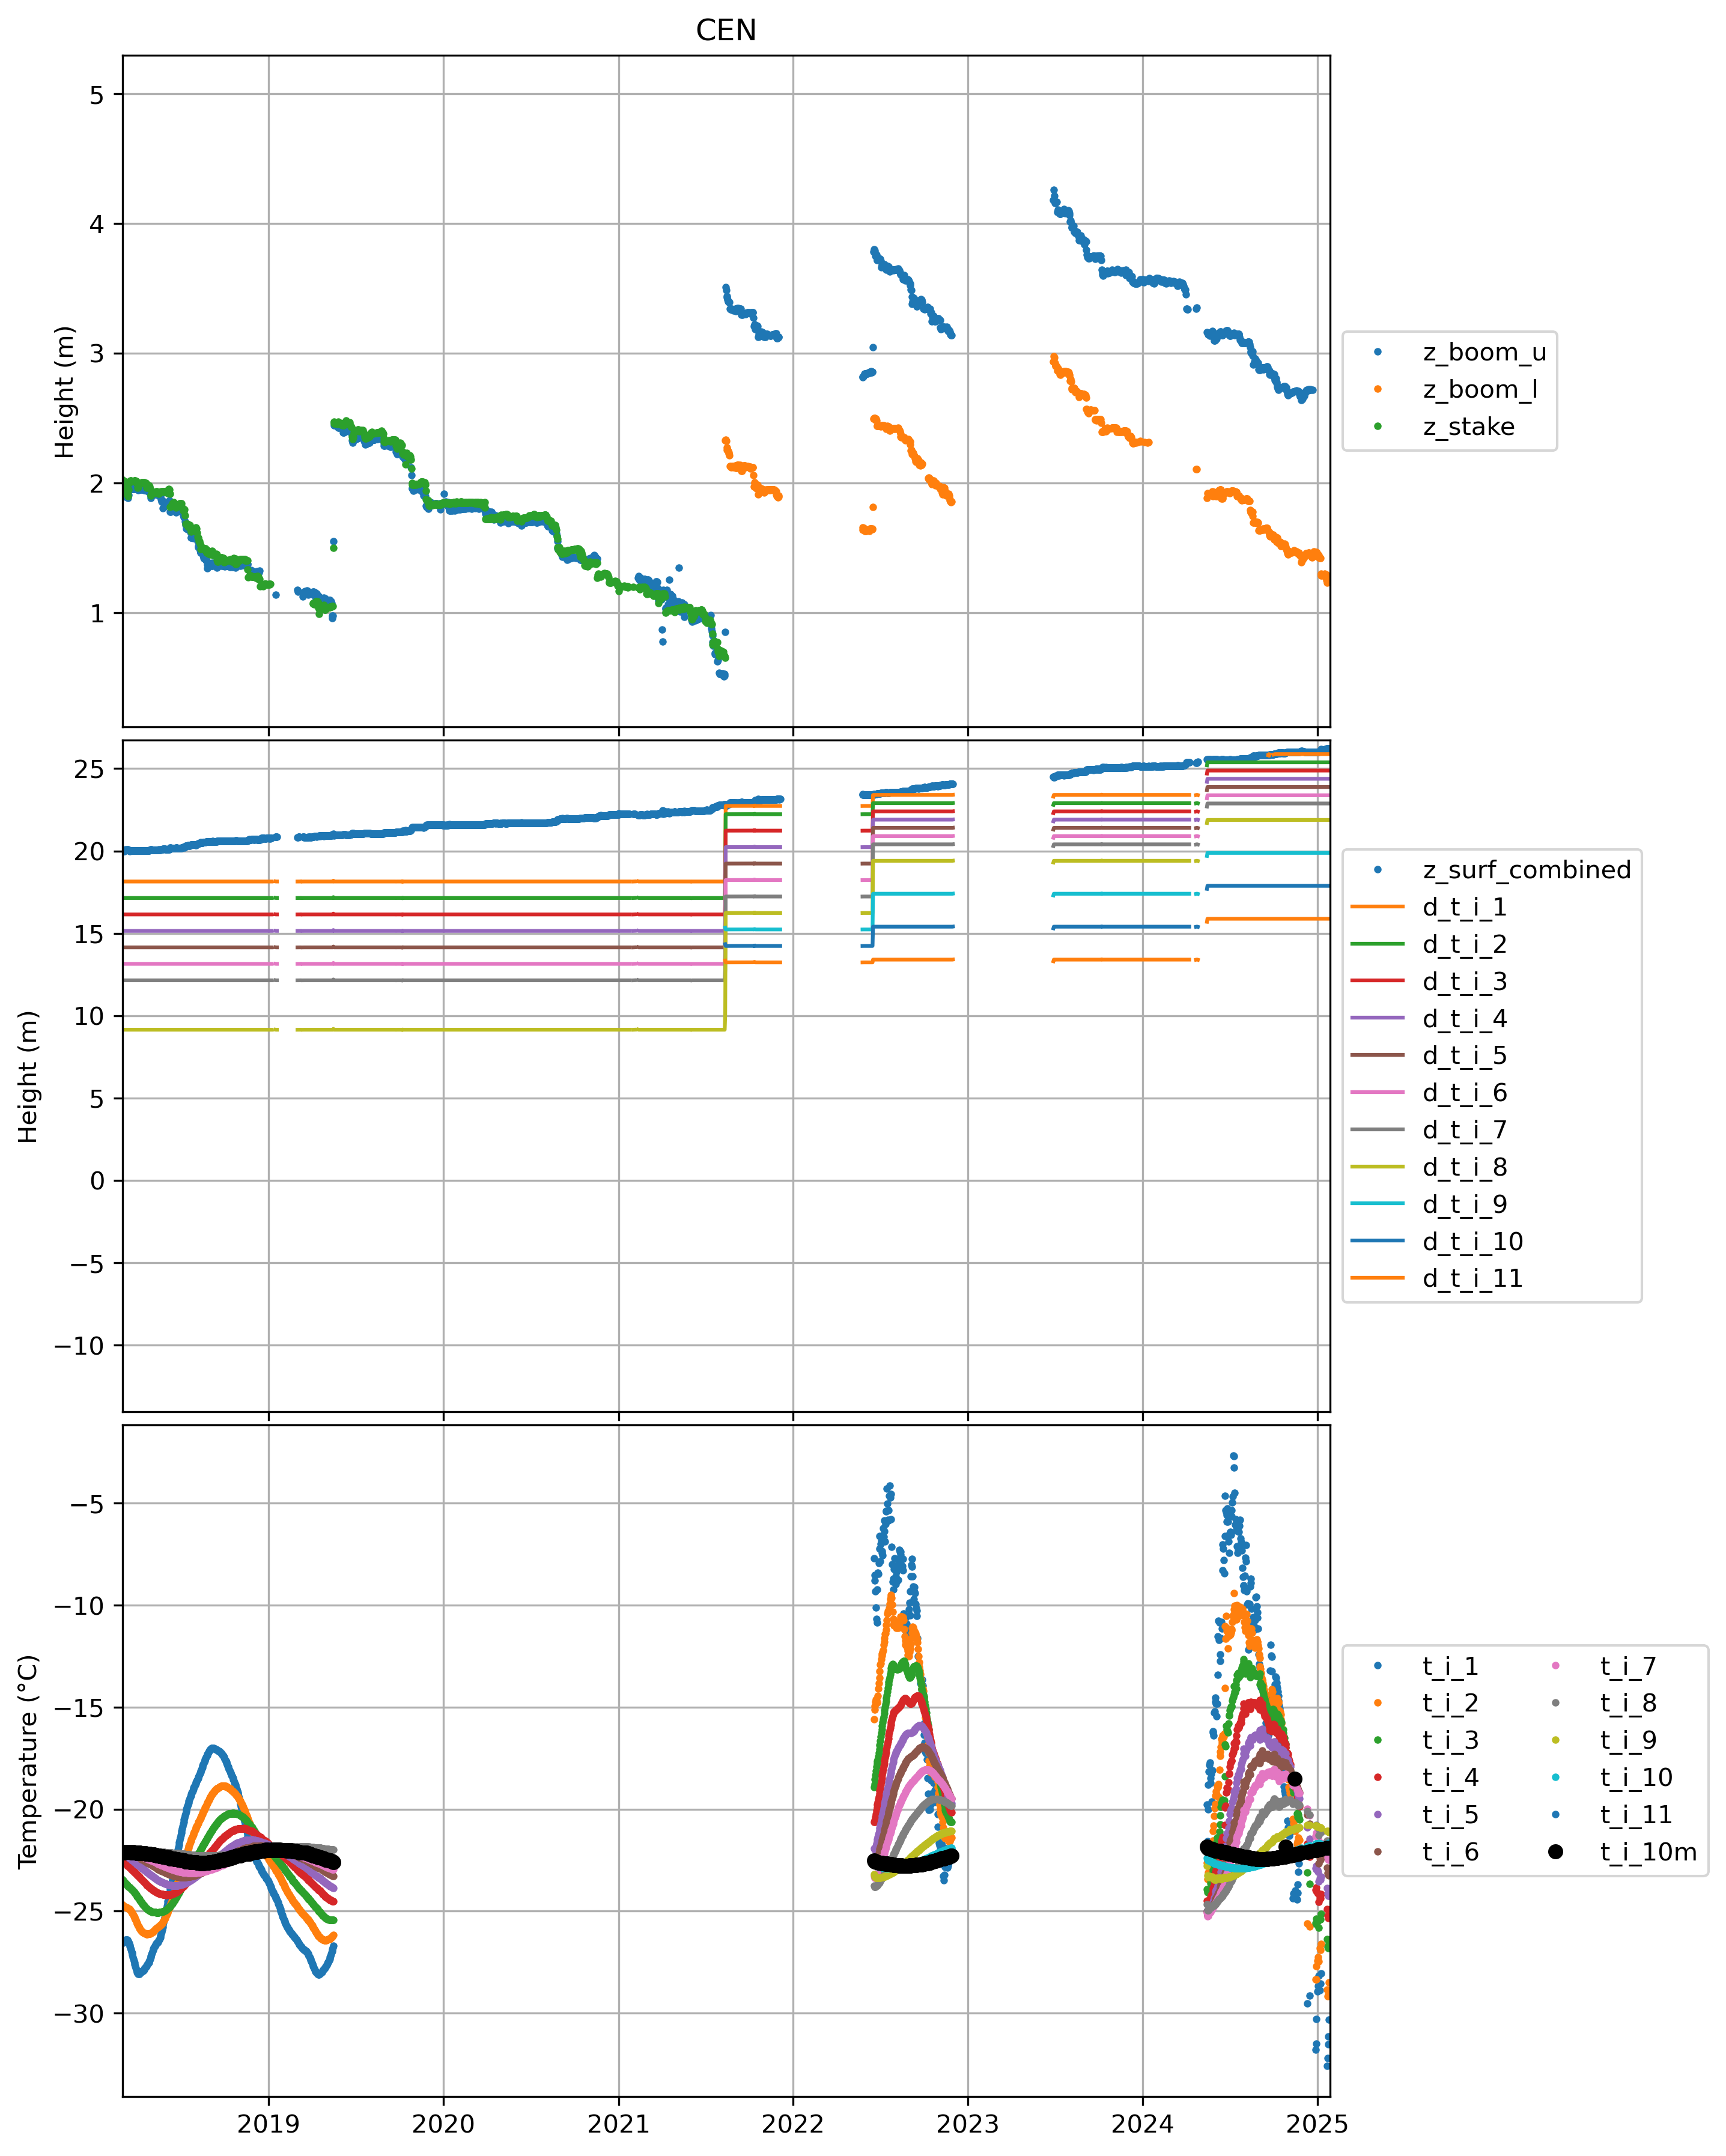 CEN
5
4
3
2
1
Height (m)
z_boom_u
z_boom_l
z_stake
25
20
15
10
5
0
−5
−10
Height (m)
z_surf_combined
d_t_i_1
d_t_i_2
d_t_i_3
d_t_i_4
d_t_i_5
d_t_i_6
d_t_i_7
d_t_i_8
d_t_i_9
d_t_i_10
d_t_i_11
−5
−10
−15
−20
−25
−30
Temperature (°C)
t_i_1
t_i_2
t_i_3
t_i_4
t_i_5
t_i_6
t_i_7
t_i_8
t_i_9
t_i_10
t_i_11
t_i_10m
2019 2020 2021 2022 2023 2024 2025